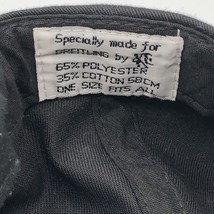 Specially made for
BREITLING by
65% POLYESTER
35% COTTON 58CM
ONE SIZE FITS ALL